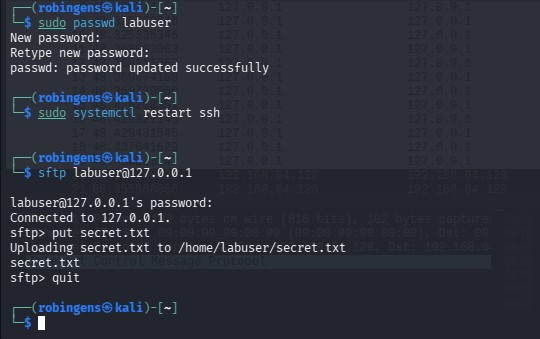 ┌──(robingens㉿kali)-[~]
└─$ sudo passwd labuser
New password:
Retype new password:
passwd: password updated successfully
┌──(robingens㉿kali)-[~]
└─$ sudo systemctl restart ssh
┌──(robingens㉿kali)-[~]
└─$ sftp labuser@127.0.0.1
labuser@127.0.0.1's password:
Connected to 127.0.0.1.
sftp> put secret.txt
Uploading secret.txt to /home/labuser/secret.txt
secret.txt
sftp> quit
┌──(robingens㉿kali)-[~]
└─$